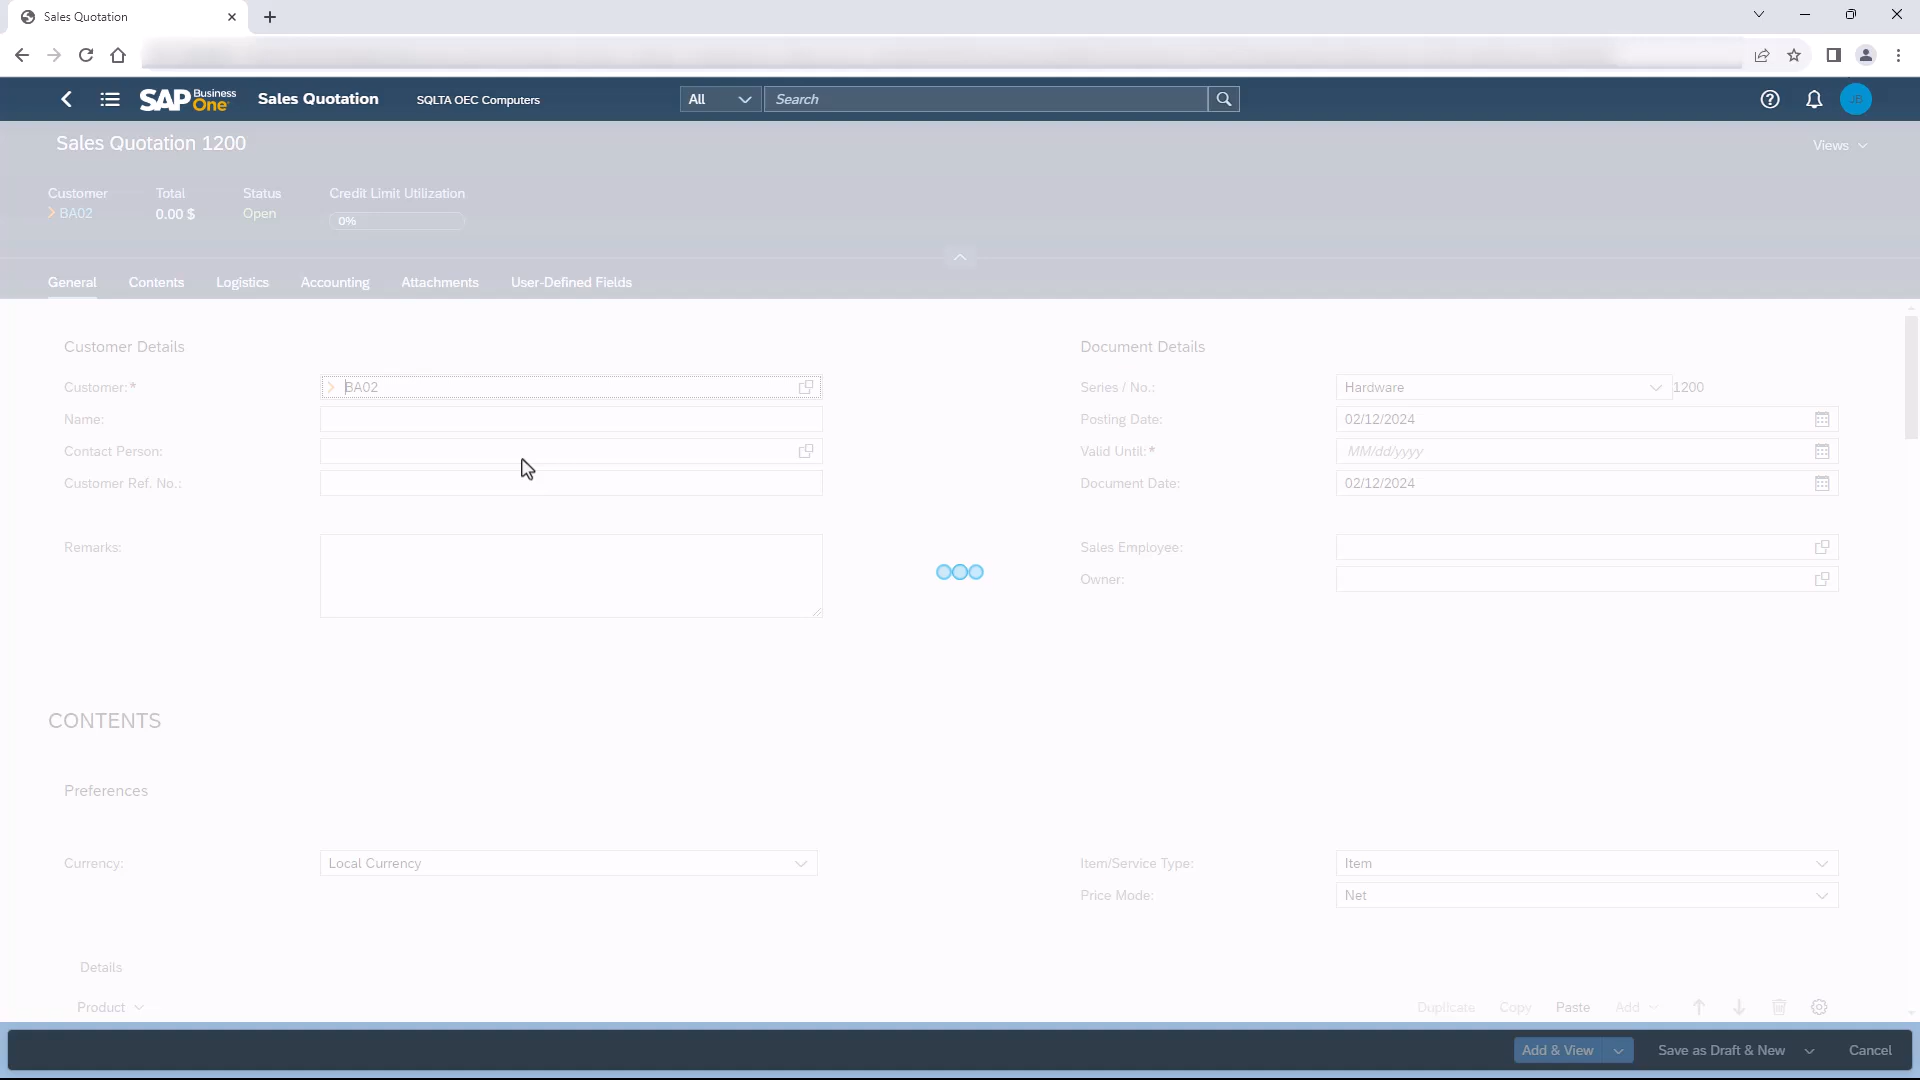 Sales Quotation
SAP Business One Sales Quotation SQLTA OEC Computers All Search JB
Sales Quotation 1200 Views
Customer Total Status Credit Limit Utilization
BA02 0.00 $ Open 0%
General Contents Logistics Accounting Attachments User-Defined Fields
Customer Details
Customer:* BA02
Name:
Contact Person:
Customer Ref. No.:
Remarks:
Document Details
Series / No.: Hardware 1200
Posting Date: 02/12/2024
Valid Until:* MM/dd/yyyy
Document Date: 02/12/2024
Sales Employee:
Owner:
CONTENTS
Preferences
Currency: Local Currency
Item/Service Type: Item
Price Mode: Net
Details
Product Duplicate Copy Paste Add
Add & View Save as Draft & New Cancel